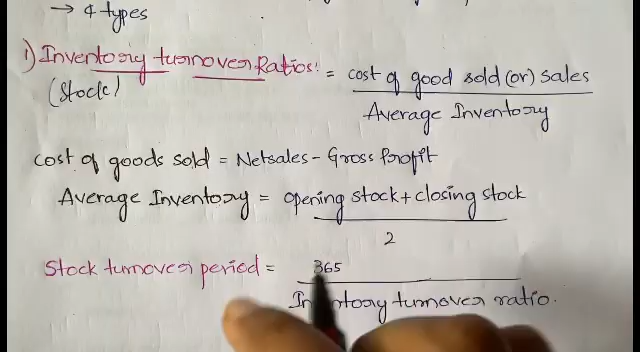 → 4 types
1) Inventory turnover Ratios: = cost of good sold (or) sales
(Stock) Average Inventory
cost of goods sold = Netsales - Gross Profit
Average Inventory = opening stock + closing stock
2
Stock turnover period = 365
Inventory turnover ratio.